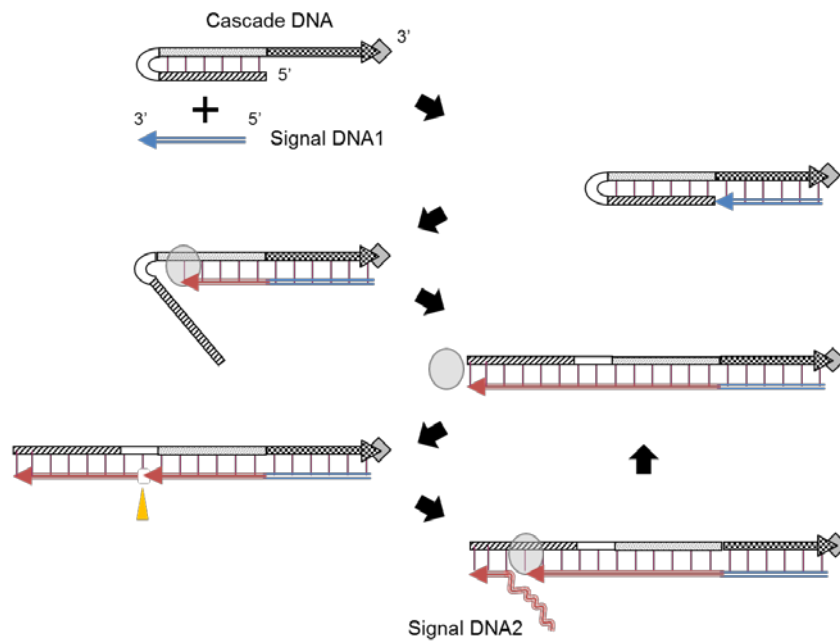 Cascade DNA
3’
5’
3’ 5’
Signal DNA1
Signal DNA2